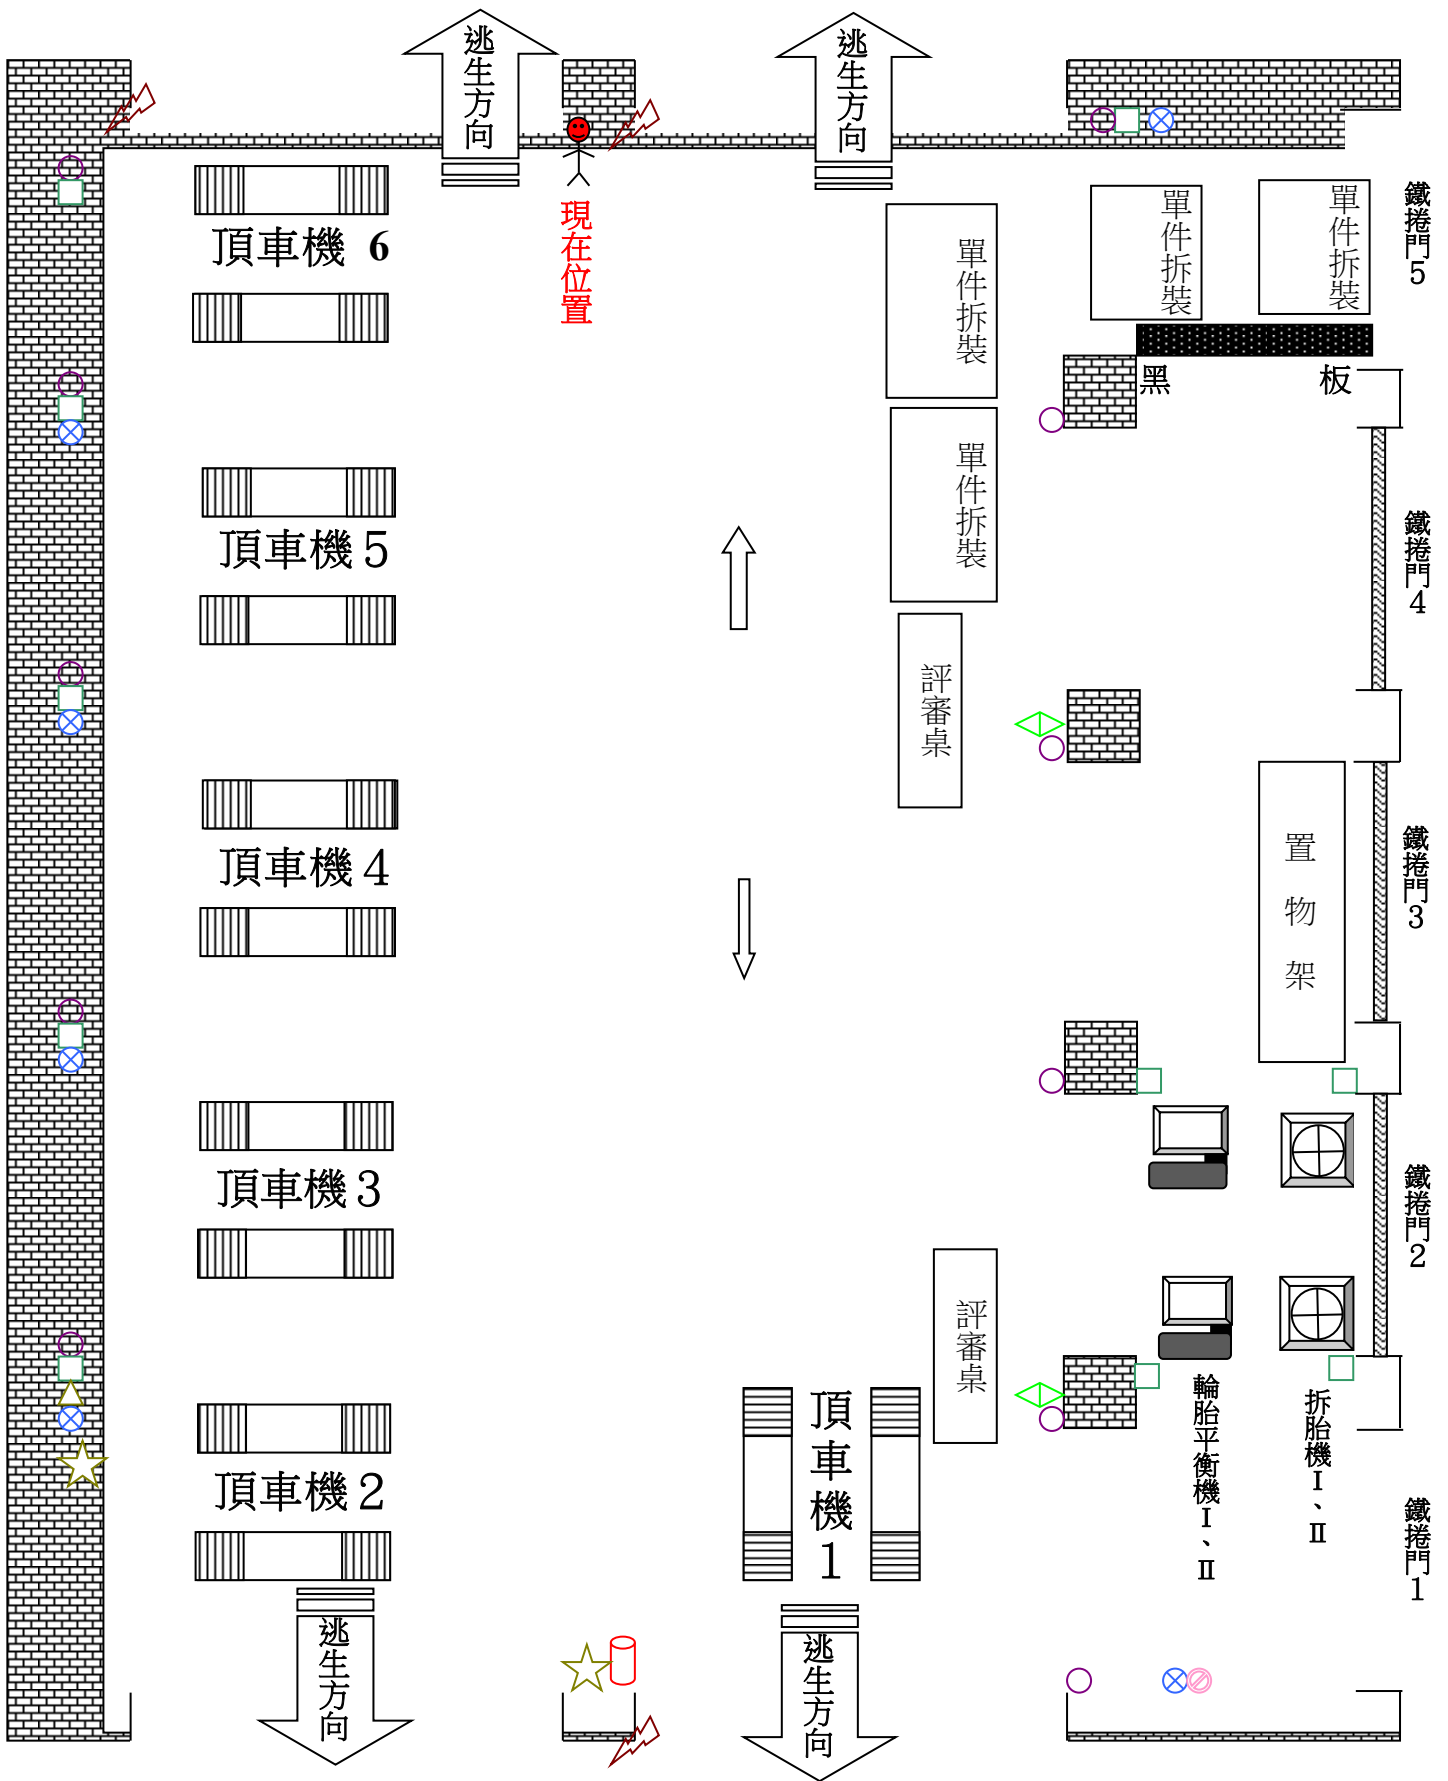 逃生方向
逃生方向
頂車機 6
現在位置
單件拆裝
單件拆裝
單件拆裝
鐵捲門5
黑 板
單件拆裝
頂車機5
鐵捲門4
評審桌
頂車機4
置物架
鐵捲門3
頂車機3
鐵捲門2
評審桌
頂車機2
頂車機1
輪胎平衡機Ⅰ、Ⅱ
拆胎機Ⅰ、Ⅱ
鐵捲門1
逃生方向
逃生方向